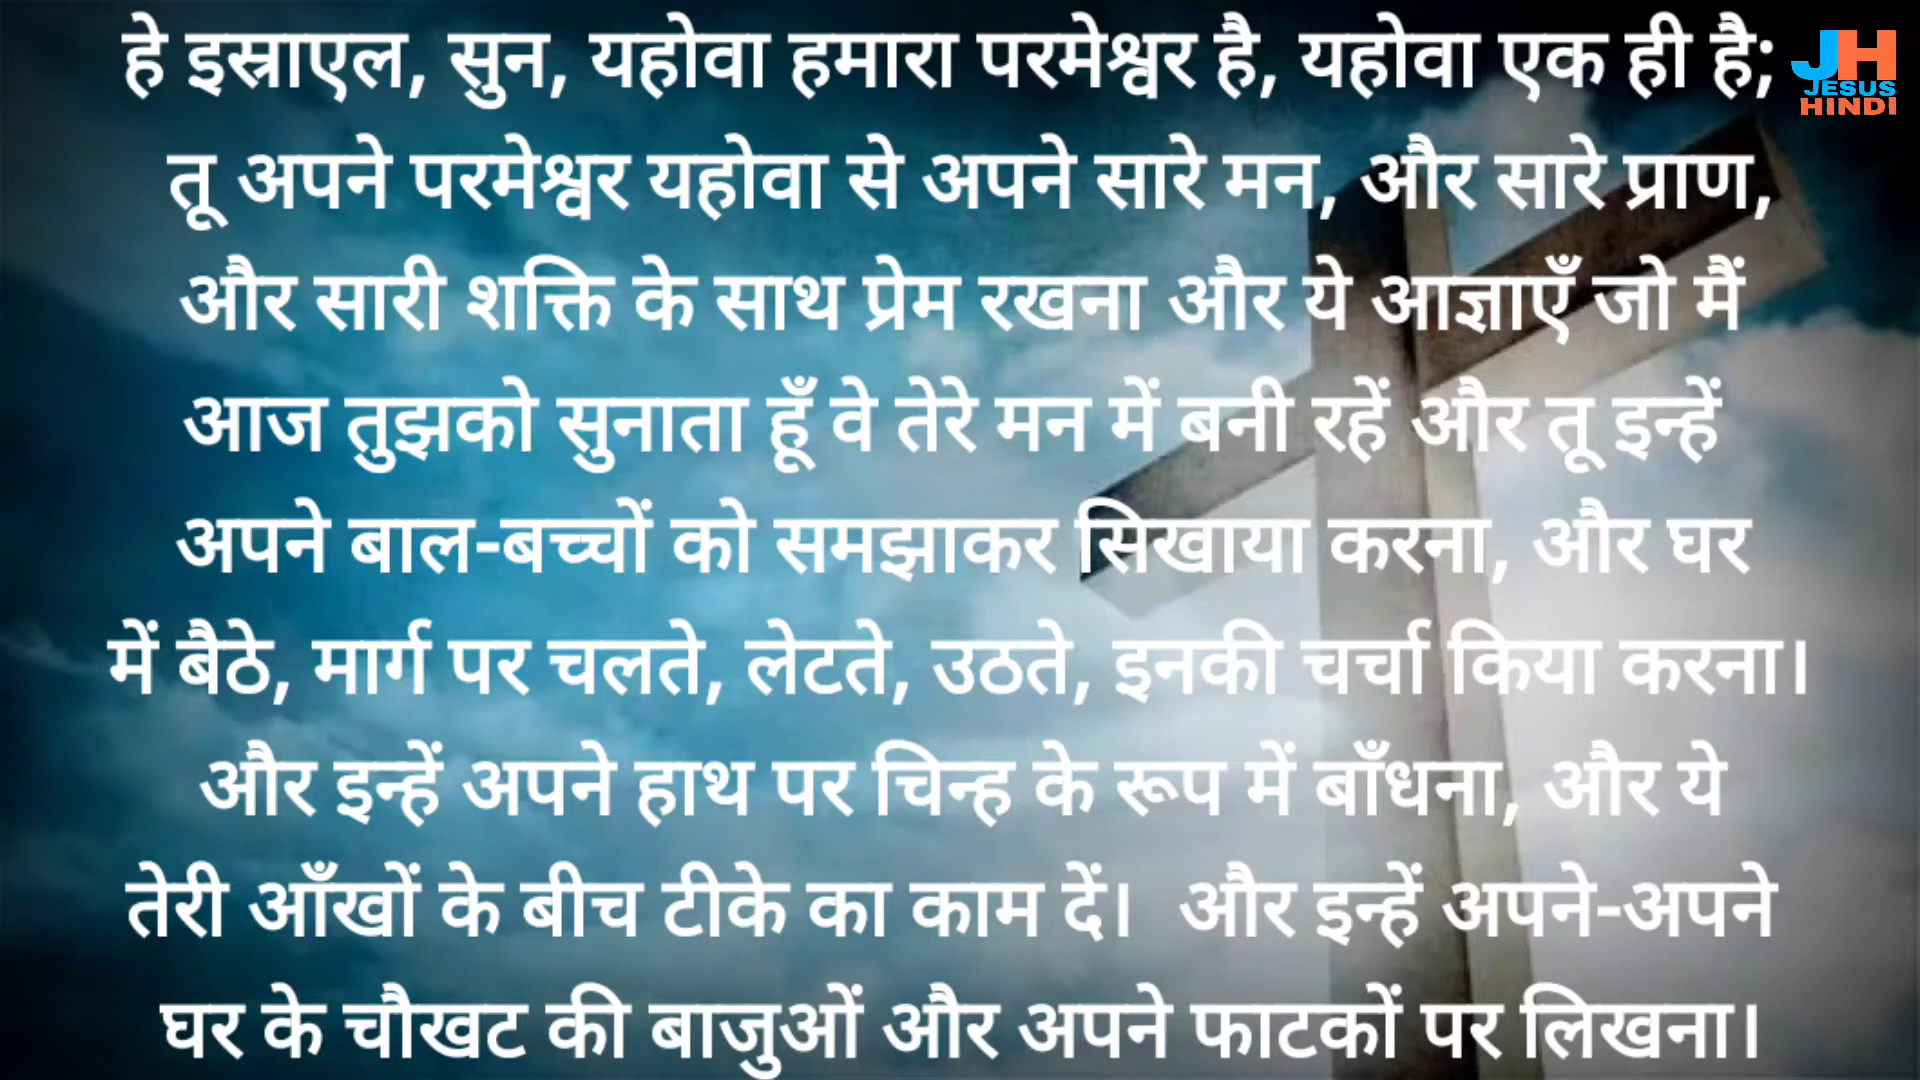 हे इस्राएल, सुन, यहोवा हमारा परमेश्वर है, यहोवा एक ही है;
JH
JESUS
HINDI
तू अपने परमेश्वर यहोवा से अपने सारे मन, और सारे प्राण,
और सारी शक्ति के साथ प्रेम रखना और ये आज्ञाएँ जो मैं
आज तुझको सुनाता हूँ वे तेरे मन में बनी रहें और तू इन्हें
अपने बाल-बच्चों को समझाकर सिखाया करना, और घर
में बैठे, मार्ग पर चलते, लेटते, उठते, इनकी चर्चा किया करना।
और इन्हें अपने हाथ पर चिन्ह के रूप में बाँधना, और ये
तेरी आँखों के बीच टीके का काम दें। और इन्हें अपने-अपने
घर के चौखट की बाजुओं और अपने फाटकों पर लिखना।